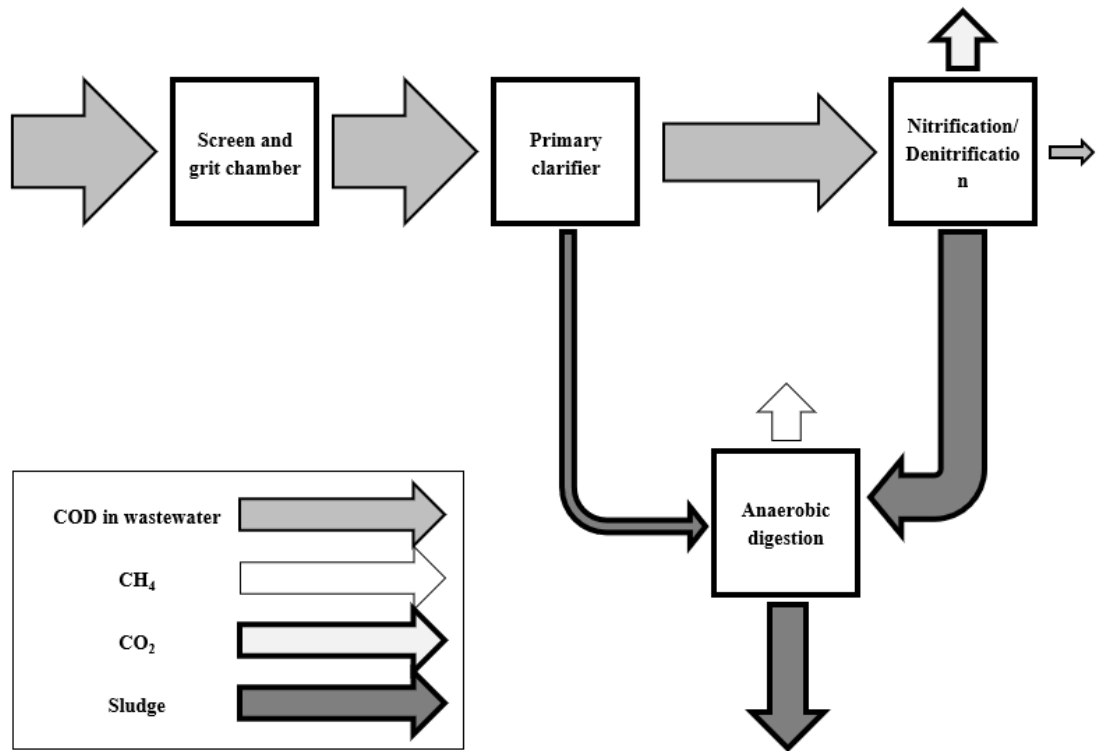 Screen and
grit chamber
Primary
clarifier
Nitrification/
Denitrificatio
n
Anaerobic
digestion
COD in wastewater
CH₄
CO₂
Sludge